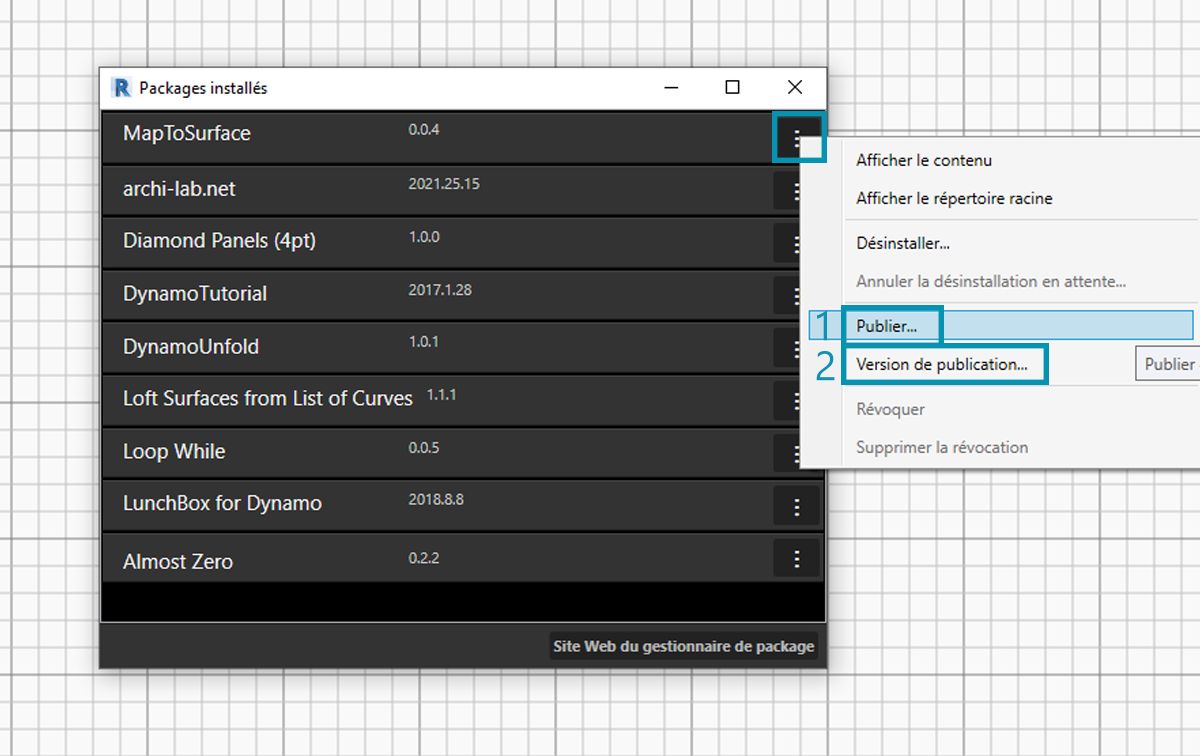 Packages installés
MapToSurface 0.0.4
archi-lab.net 2021.25.15
Diamond Panels (4pt) 1.0.0
DynamoTutorial 2017.1.28
DynamoUnfold 1.0.1
Loft Surfaces from List of Curves 1.1.1
Loop While 0.0.5
LunchBox for Dynamo 2018.8.8
Almost Zero 0.2.2
Site Web du gestionnaire de package
Afficher le contenu
Afficher le répertoire racine
Désinstaller...
Annuler la désinstallation en attente...
1 Publier...
2 Version de publication...
Publier
Révoquer
Supprimer la révocation